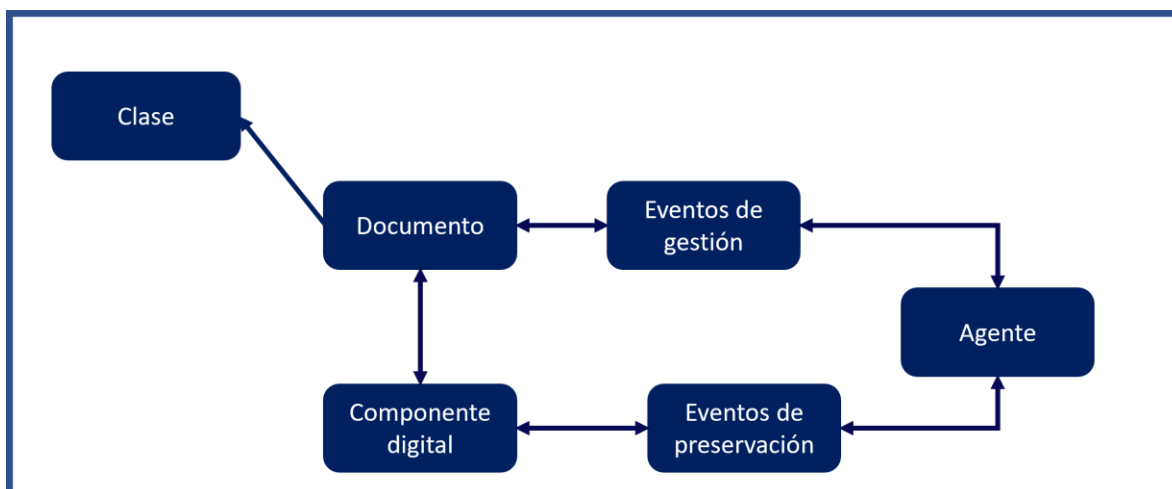 Clase
Documento
Eventos de
gestión
Agente
Componente
digital
Eventos de
preservación